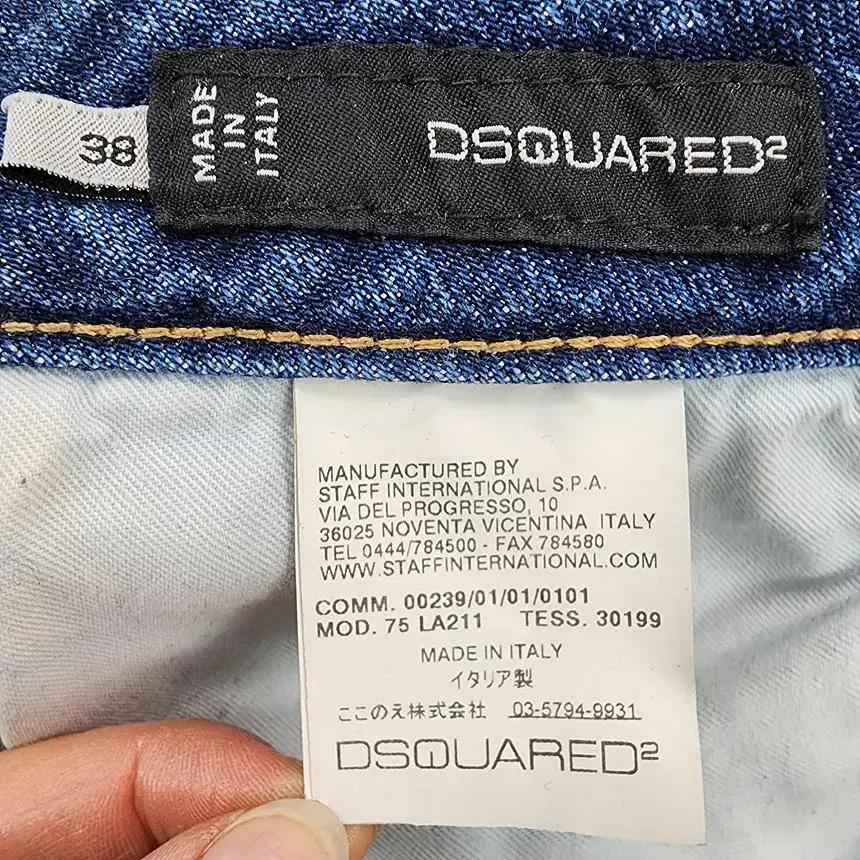 38
MADE
IN
ITALY
DSQUARED2
MANUFACTURED BY
STAFF INTERNATIONAL S.P.A.
VIA DEL PROGRESSO, 10
36025 NOVENTA VICENTINA ITALY
TEL 0444/784500 - FAX 784580
WWW.STAFFINTERNATIONAL.COM
COMM. 00239/01/01/0101
MOD. 75 LA211 TESS. 30199
MADE IN ITALY
イタリア製
ここのえ株式会社 03-5794-9931
DSQUARED2